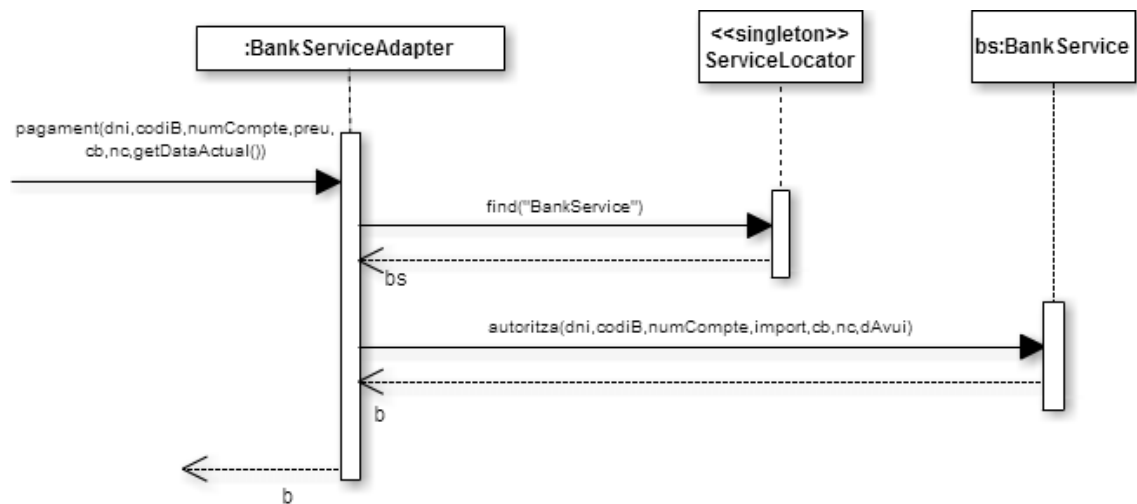 :BankServiceAdapter
<<singleton>>
ServiceLocator
bs:BankService
pagament(dni,codiB,numCompte,preu,
cb,nc,getDataActual())
find("BankService")
bs
autoritza(dni,codiB,numCompte,import,cb,nc,dAvui)
b
b